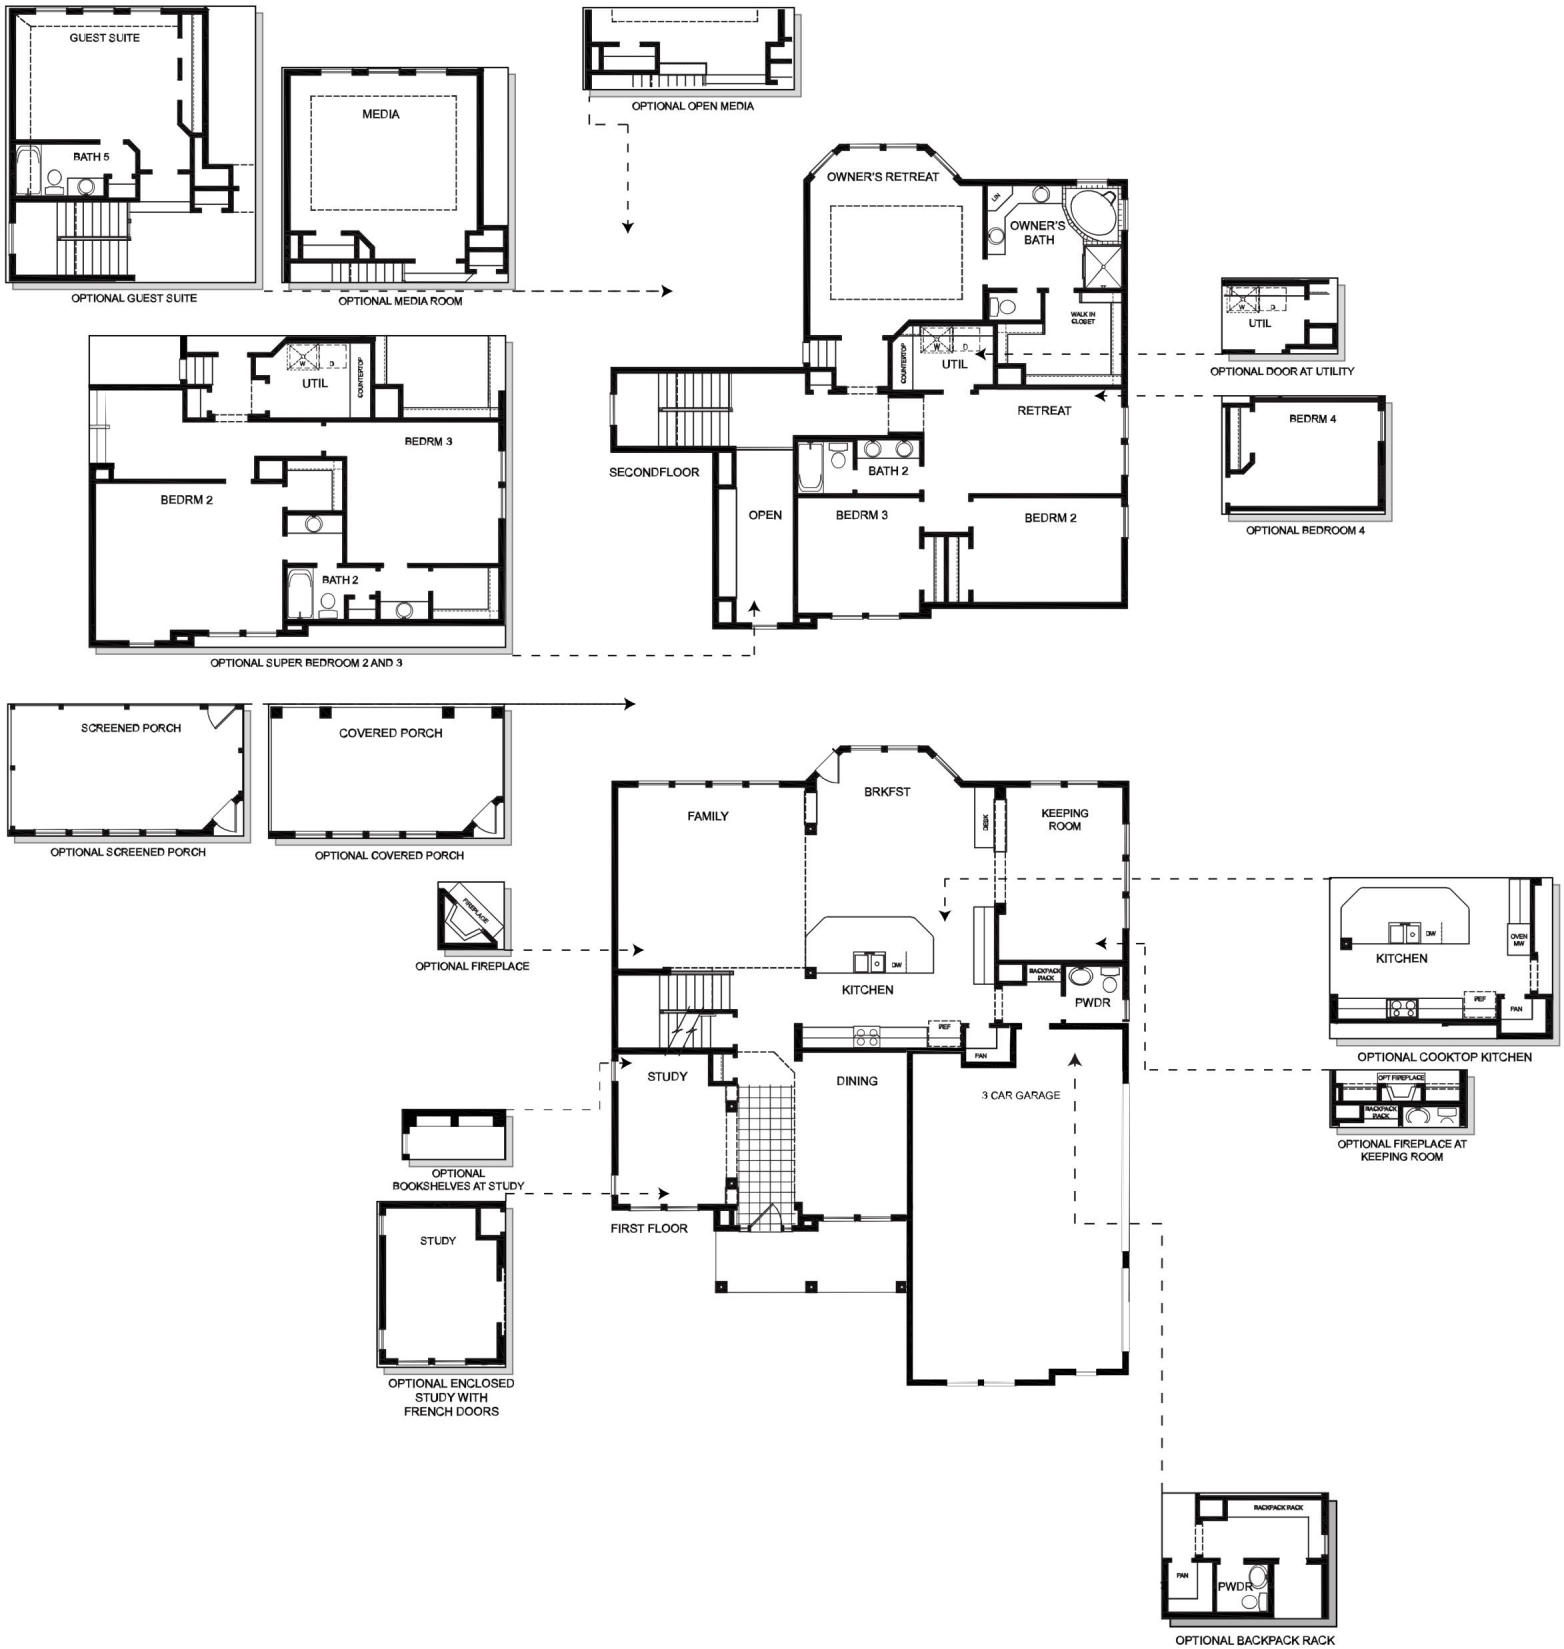 GUEST SUITE
BATH 5
OPTIONAL GUEST SUITE
MEDIA
OPTIONAL MEDIA ROOM
OPTIONAL OPEN MEDIA
OWNER'S RETREAT
LIN
OWNER'S
BATH
WALK IN
CLOSET
COUNTERTOP
W
D
UTIL
RETREAT
SECONDFLOOR
BATH 2
OPEN
BEDRM 3
BEDRM 2
W
D
UTIL
OPTIONAL DOOR AT UTILITY
BEDRM 4
OPTIONAL BEDROOM 4
W
D
UTIL
COUNTERTOP
BEDRM 3
BEDRM 2
BATH 2
OPTIONAL SUPER BEDROOM 2 AND 3
SCREENED PORCH
OPTIONAL SCREENED PORCH
COVERED PORCH
OPTIONAL COVERED PORCH
FIREPLACE
OPTIONAL FIREPLACE
FAMILY
BRKFST
DESK
KEEPING
ROOM
DW
KITCHEN
BACKPACK
RACK
PWDR
REF
PAN
STUDY
DINING
3 CAR GARAGE
FIRST FLOOR
OPTIONAL
BOOKSHELVES AT STUDY
STUDY
OPTIONAL ENCLOSED
STUDY WITH
FRENCH DOORS
DW
OVEN
MW
KITCHEN
REF
PAN
OPTIONAL COOKTOP KITCHEN
OPT FIREPLACE
BACKPACK
RACK
OPTIONAL FIREPLACE AT
KEEPING ROOM
BACKPACK RACK
PAN
PWDR
OPTIONAL BACKPACK RACK